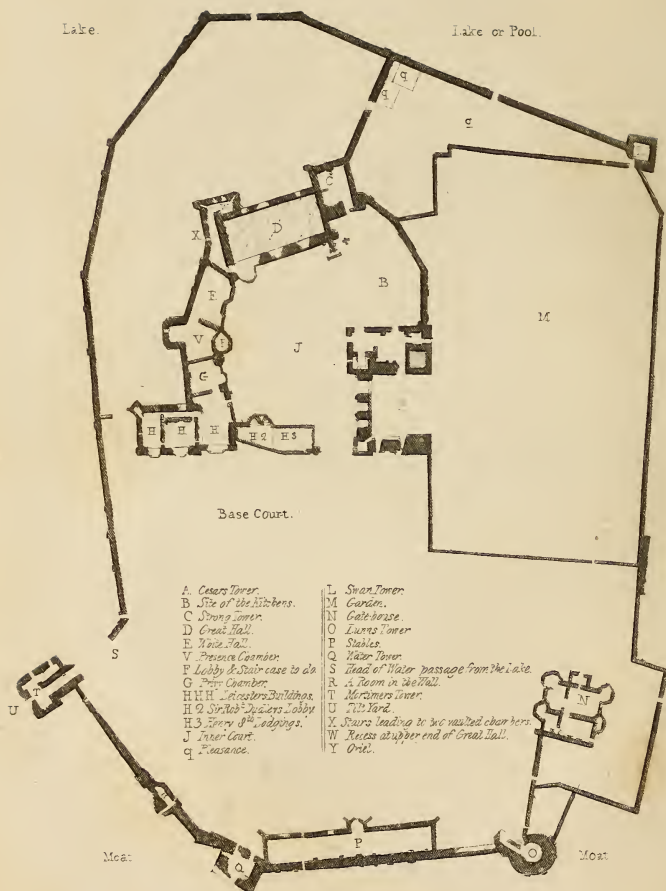 Lake.
Lake or Pool.
q
q
q
C
D
X
B
E
M
V
J
G
H
H
H
H2
H3
Base Court.
A Cesars Tower.
B Site of the Kitchens.
C Strong Tower.
D Great Hall.
E White Hall.
V Presence Chamber.
F Lobby & Stair case to do
G Privy Chamber.
HHH Leicesters Buildings.
H2 Sir Robt Dudleys Lobby
H3 Henry 8th Lodgings.
J Inner Court.
q Pleasance.
L Swan Tower.
M Garden.
N Gatehouse.
O Lunns Tower
P Stables.
Q Water Tower.
S Head of Water passage from the Lake.
R A Room in the Wall.
T Mortimers Tower.
U Tilt Yard.
X Stairs leading to two vaulted chambers.
W Recess at upper end of Great Hall.
Y Oriel.
S
T
U
N
P
Q
O
Moat
Moat